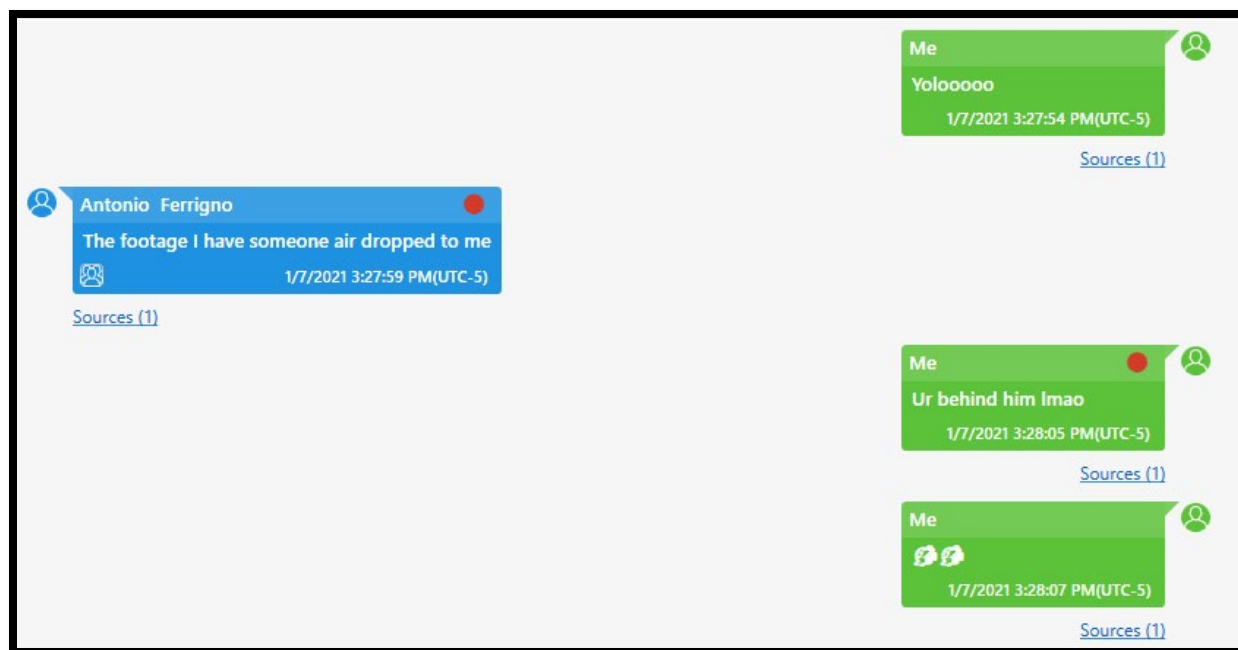 Me
Yolooooo
1/7/2021 3:27:54 PM(UTC-5)
Sources (1)
Antonio Ferrigno
The footage I have someone air dropped to me
1/7/2021 3:27:59 PM(UTC-5)
Sources (1)
Me
Ur behind him lmao
1/7/2021 3:28:05 PM(UTC-5)
Sources (1)
Me
1/7/2021 3:28:07 PM(UTC-5)
Sources (1)